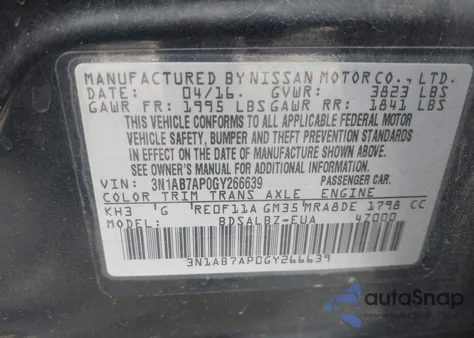 MANUFACTURED BY NISSAN MOTOR CO., LTD.
DATE: 04/16. GVWR: 3823 LBS
GAWR FR: 1995 LBS GAWR RR: 1841 LBS
THIS VEHICLE CONFORMS TO ALL APPLICABLE FEDERAL MOTOR
VEHICLE SAFETY, BUMPER AND THEFT PREVENTION STANDARDS
IN EFFECT ON THE DATE OF MANUFACTURE SHOWN ABOVE.
SEE OWNER'S MANUAL FOR ADDITIONAL INFORMATION.
VIN: 3N1AB7AP0GY266639 PASSENGER CAR
COLOR TRIM TRANS AXLE ENGINE
KH3 G RE0F11A GM35 MRA8DE 1798 CC
MODEL: BDSALBZ-EUA 47000
3N1AB7AP0GY266639
autoSnap